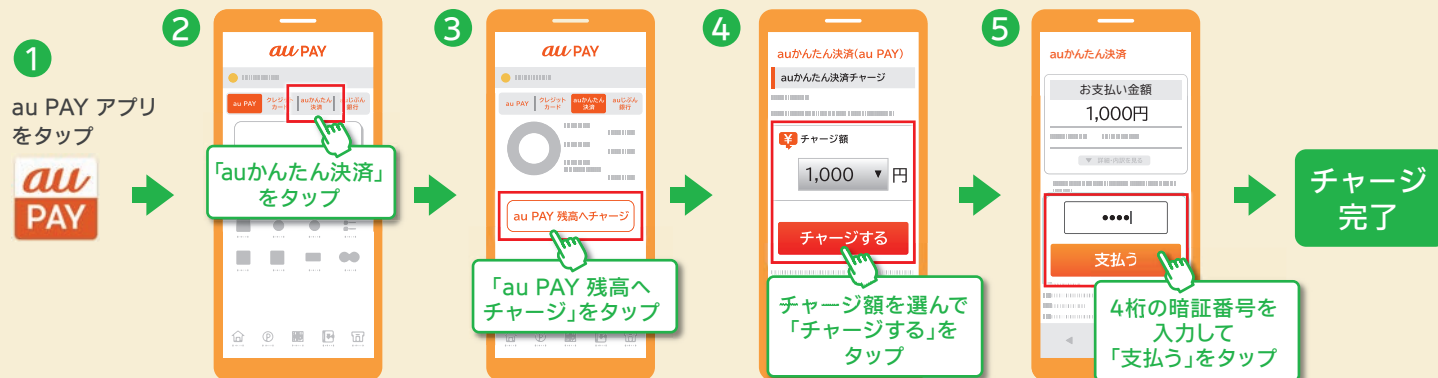 1
au PAY アプリ
をタップ
au
PAY
2
au PAY
au PAY
クレジット
カード
auかんたん
決済
auじぶん
銀行
「auかんたん決済」
をタップ
3
au PAY
au PAY
クレジット
カード
auかんたん
決済
auじぶん
銀行
au PAY 残高へチャージ
「au PAY 残高へ
チャージ」をタップ
4
auかんたん決済(au PAY)
auかんたん決済チャージ
¥ チャージ額
1,000 ▼ 円
チャージする
チャージ額を選んで
「チャージする」を
タップ
5
auかんたん決済
お支払い金額
1,000円
▼ 詳細・内訳を見る
••••
支払う
4桁の暗証番号を
入力して
「支払う」をタップ
チャージ
完了